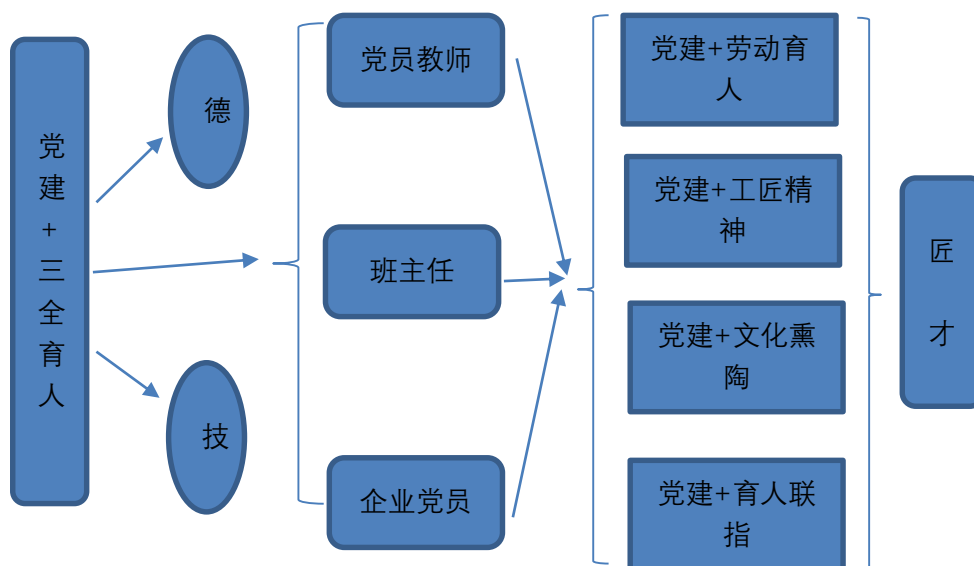 党
建
+
三
全
育
人
德
技
党员教师
班主任
企业党员
党建+劳动育
人
党建+工匠精
神
党建+文化熏
陶
党建+育人联
指
匠
才